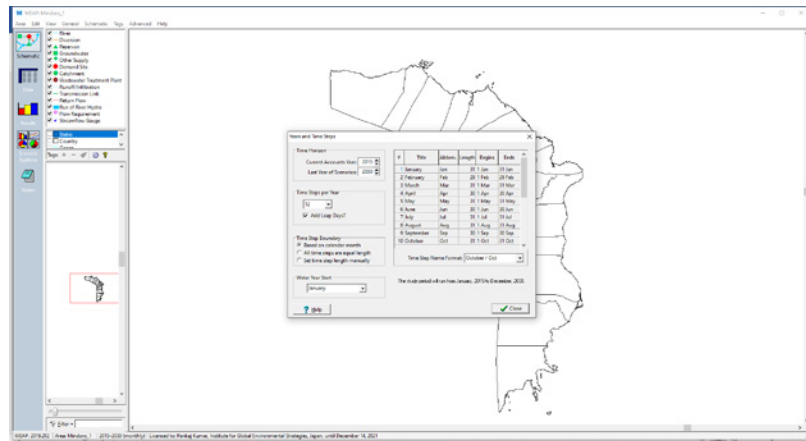 WEAP: Mindoro_1
Area Edit View General Schematic Tags Advanced Help
Schematic
River
Diversion
Reservoir
Groundwater
Other Supply
Demand Site
Catchment
Wastewater Treatment Plant
Runoff/Infiltration
Transmission Link
Return Flow
Run of River Hydro
Flow Requirement
Streamflow Gauge
States
Country
Tags
Filter
Years and Time Steps
Time Horizon
Current Accounts Year: 2015
Last Year of Scenarios: 2030
Time Steps per Year
12
Add Leap Days?
Time Step Boundary
Based on calendar month
All time steps are equal length
Set time step length manually
Water Year Start
January
Help
# Title Abbrev. Length Begins Ends
1 January Jan 31 1 Jan 31 Jan
2 February Feb 28 1 Feb 28 Feb
3 March Mar 31 1 Mar 31 Mar
4 April Apr 30 1 Apr 30 Apr
5 May May 31 1 May 31 May
6 June Jun 30 1 Jun 30 Jun
7 July Jul 31 1 Jul 31 Jul
8 August Aug 31 1 Aug 31 Aug
9 September Sep 30 1 Sep 30 Sep
10 October Oct 31 1 Oct 31 Oct
Time Step Name Format: October / Oct
The study period will run from January, 2015 to December, 2030.
Close
Area: Mindoro_1 2015-2030 (monthly) Licensed to: Pankaj Kumar, Institute for Global Environmental Strategies, Japan, until December 14, 2021